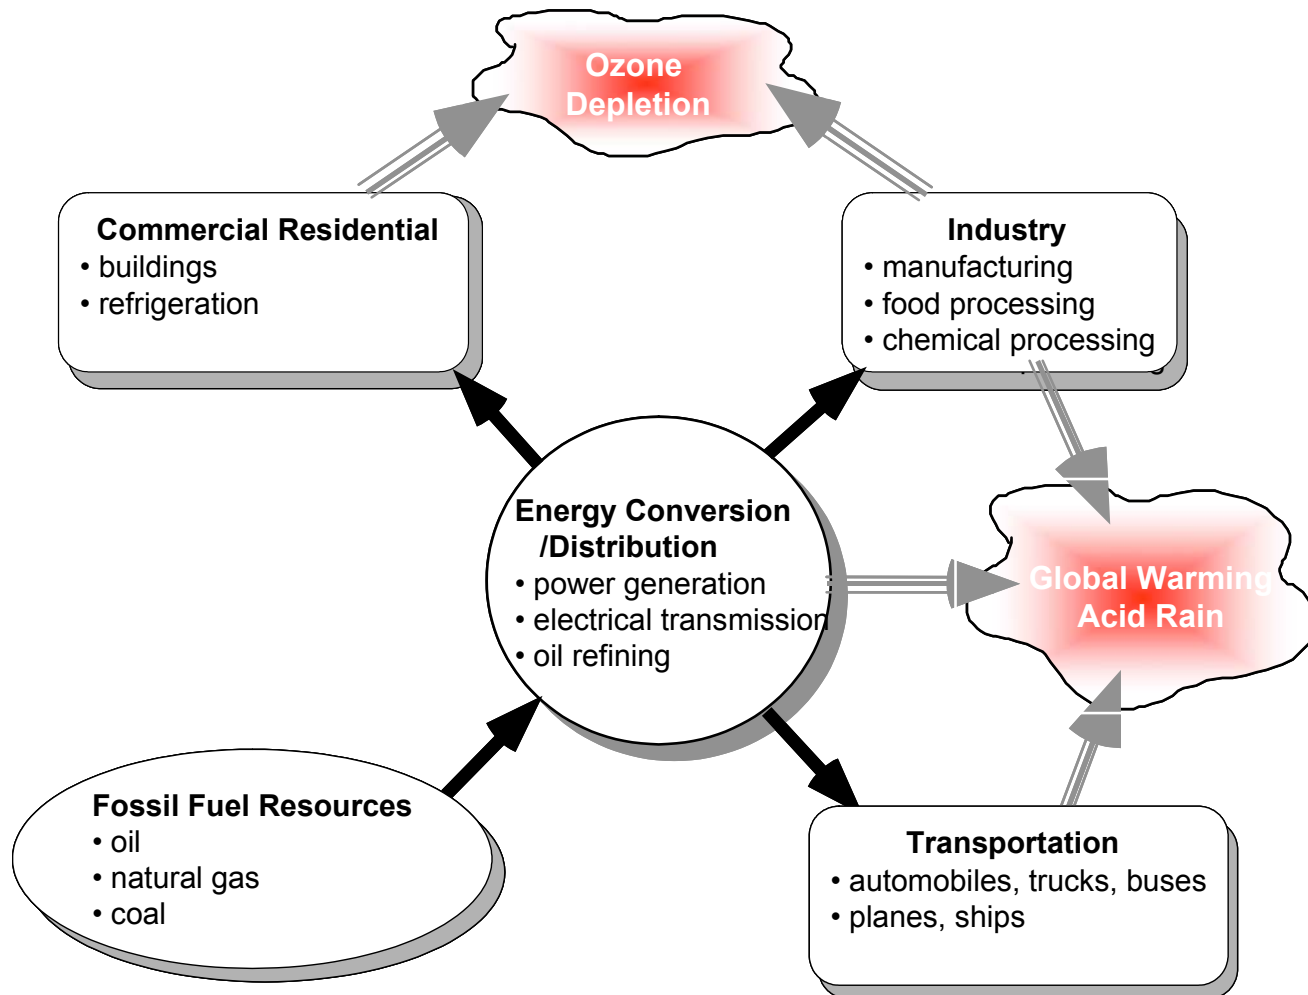 Ozone
Depletion
Commercial Residential
• buildings
• refrigeration
Industry
• manufacturing
• food processing
• chemical processing
Energy Conversion
/Distribution
• power generation
• electrical transmission
• oil refining
Global Warming
Acid Rain
Fossil Fuel Resources
• oil
• natural gas
• coal
Transportation
• automobiles, trucks, buses
• planes, ships